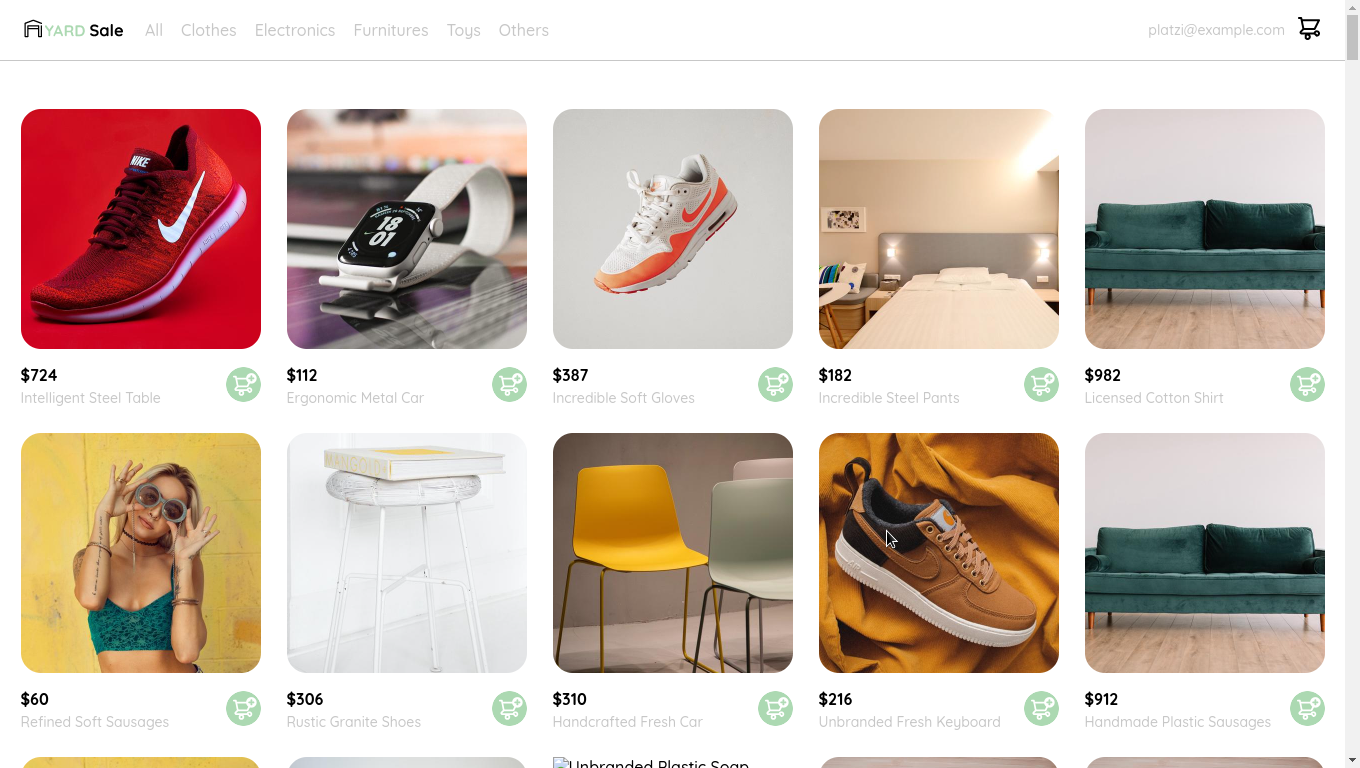 YARD Sale All Clothes Electronics Furnitures Toys Others platzi@example.com
NIKE
18
01
$724 $112 $387 $182 $982
Intelligent Steel Table Ergonomic Metal Car Incredible Soft Gloves Incredible Steel Pants Licensed Cotton Shirt
$60 $306 $310 $216 $912
Refined Soft Sausages Rustic Granite Shoes Handcrafted Fresh Car Unbranded Fresh Keyboard Handmade Plastic Sausages
Unbranded Plastic Soap